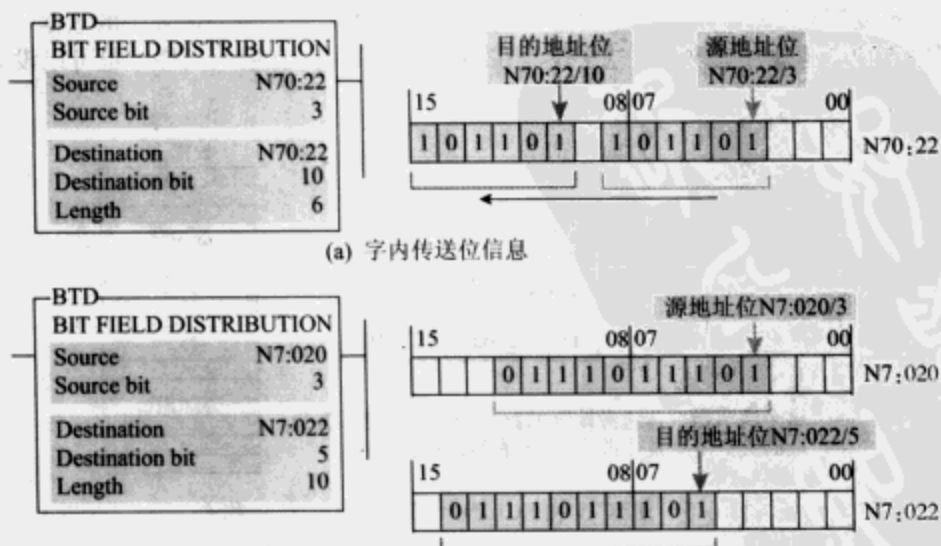 BTD
BIT FIELD DISTRIBUTION
Source N70:22
Source bit 3
Destination N70:22
Destination bit 10
Length 6
目的地址位
N70:22/10
源地址位
N70:22/3
15 08 07 00
1 0 1 1 0 1 1 0 1 1 0 1 N70:22
(a) 字内传送位信息
BTD
BIT FIELD DISTRIBUTION
Source N7:020
Source bit 3
Destination N7:022
Destination bit 5
Length 10
源地址位N7:020/3
15 08 07 00
0 1 1 1 0 1 1 1 0 1 N7:020
目的地址位N7:022/5
15 08 07 00
0 1 1 1 0 1 1 1 0 1 N7:022